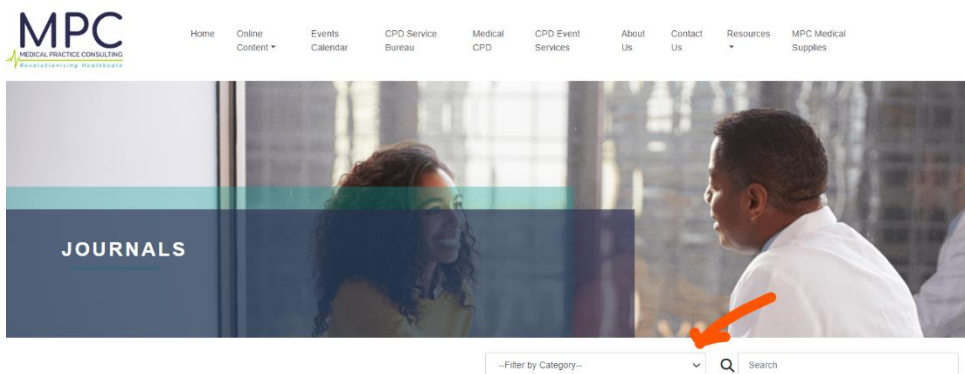 MPC
MEDICAL PRACTICE CONSULTING
Revolutionising Healthcare
Home
Online Content
Events Calendar
CPD Service Bureau
Medical CPD
CPD Event Services
About Us
Contact Us
Resources
MPC Medical Supplies
JOURNALS
--Filter by Category--
Search